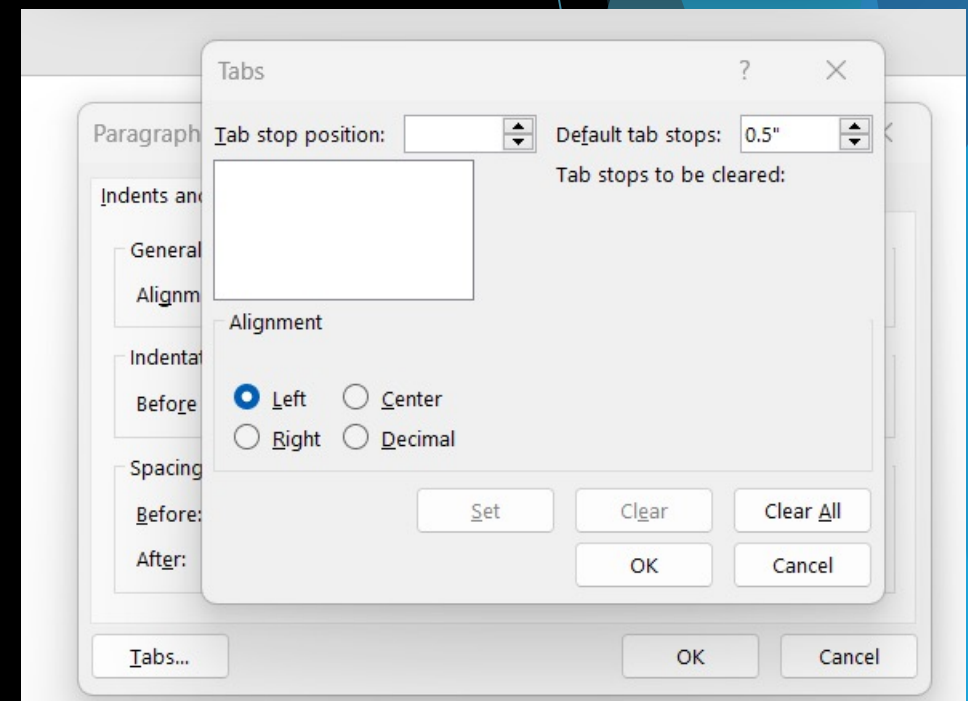 Tabs
Paragraph
Tab stop position:
Default tab stops: 0.5"
Tab stops to be cleared:
Indents and
General
Alignm
Alignment
Indentat
Before
Left
Center
Right
Decimal
Spacing
Before:
After:
Set
Clear
Clear All
OK
Cancel
Tabs...
OK
Cancel